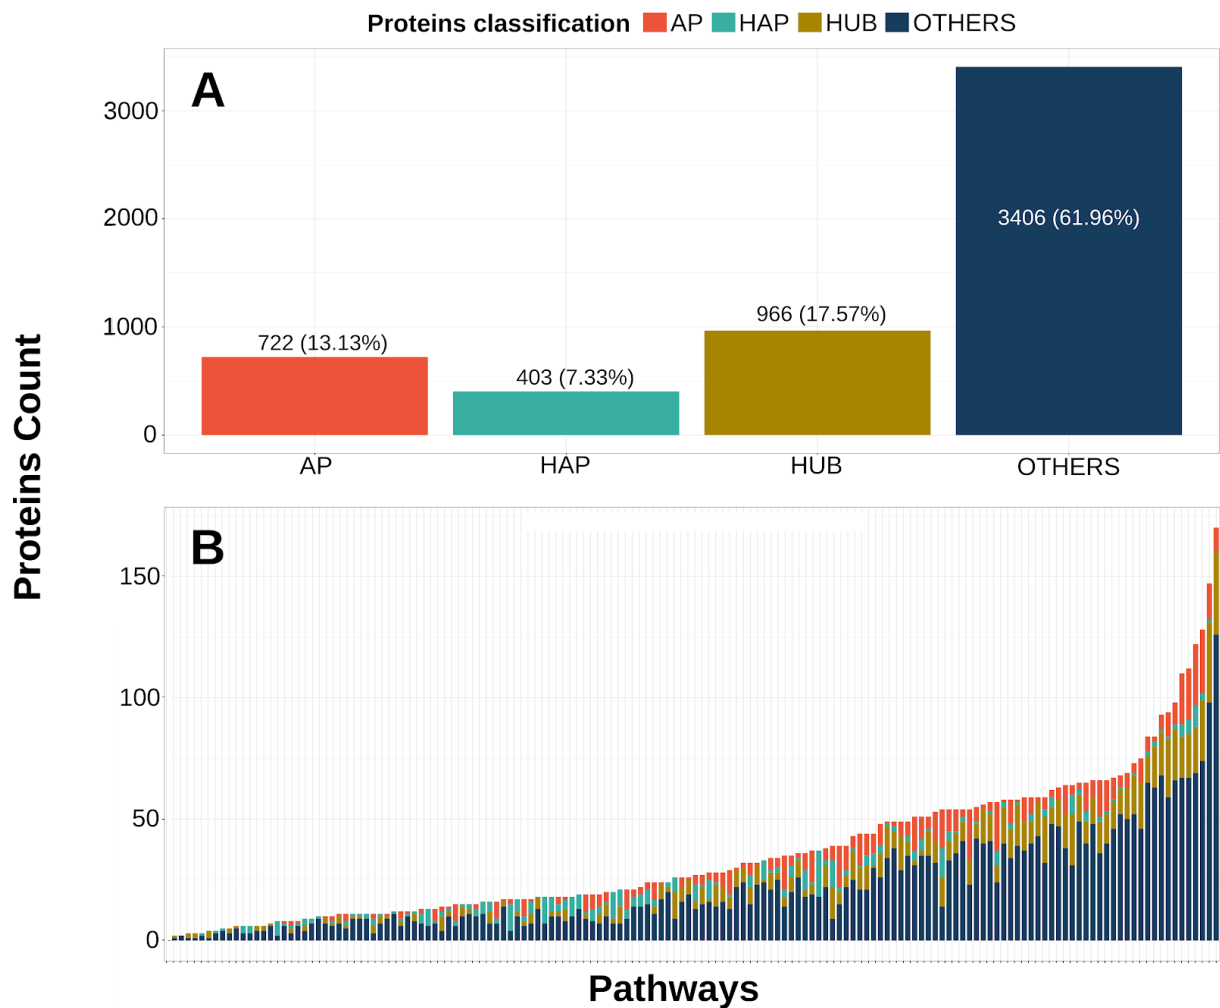 Proteins classification AP HAP HUB OTHERS
A
3000
2000
1000
0
722 (13.13%)
403 (7.33%)
966 (17.57%)
3406 (61.96%)
AP HAP HUB OTHERS
Proteins Count
B
150
100
50
0
Pathways